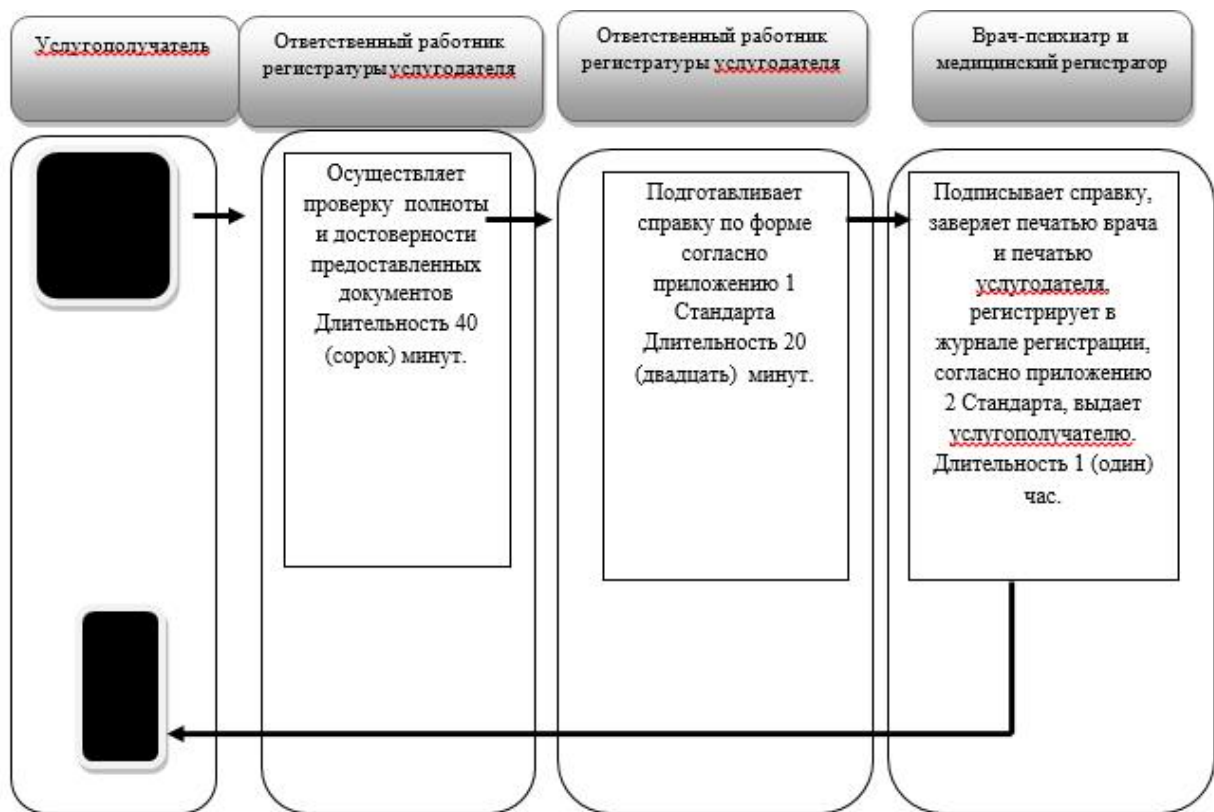 Услугополучатель
Ответственный работник
регистратуры услугодателя
Ответственный работник
регистратуры услугодателя
Врач-психиатр и
медицинский регистратор
Осуществляет
проверку полноты
и достоверности
предоставленных
документов
Длительность 40
(сорок) минут.
Подготавливает
справку по форме
согласно
приложению 1
Стандарта
Длительность 20
(двадцать) минут.
Подписывает справку,
заверяет печатью врача
и печатью
услугодателя,
регистрирует в
журнале регистрации,
согласно приложению
2 Стандарта, выдает
услугополучателю.
Длительность 1 (один)
час.